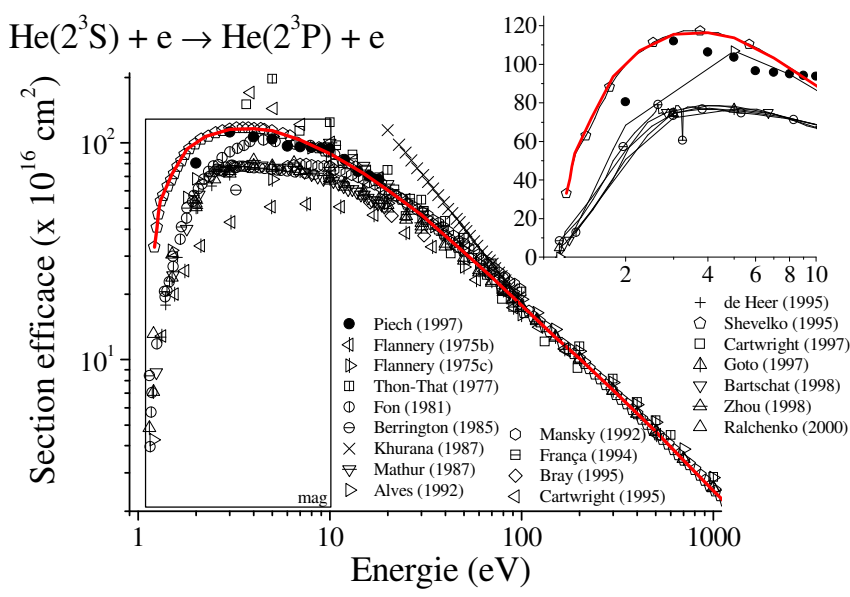 He(2³S) + e → He(2³P) + e
Section efficace (x 10¹⁶ cm²)
10²
10¹
1
10
100
1000
Energie (eV)
mag
120
100
80
60
40
20
0
2
4
6
8
10
Piech (1997)
Flannery (1975b)
Flannery (1975c)
Thon-That (1977)
Fon (1981)
Berrington (1985)
Khurana (1987)
Mathur (1987)
Alves (1992)
Mansky (1992)
França (1994)
Bray (1995)
Cartwright (1995)
de Heer (1995)
Shevelko (1995)
Cartwright (1997)
Goto (1997)
Bartschat (1998)
Zhou (1998)
Ralchenko (2000)